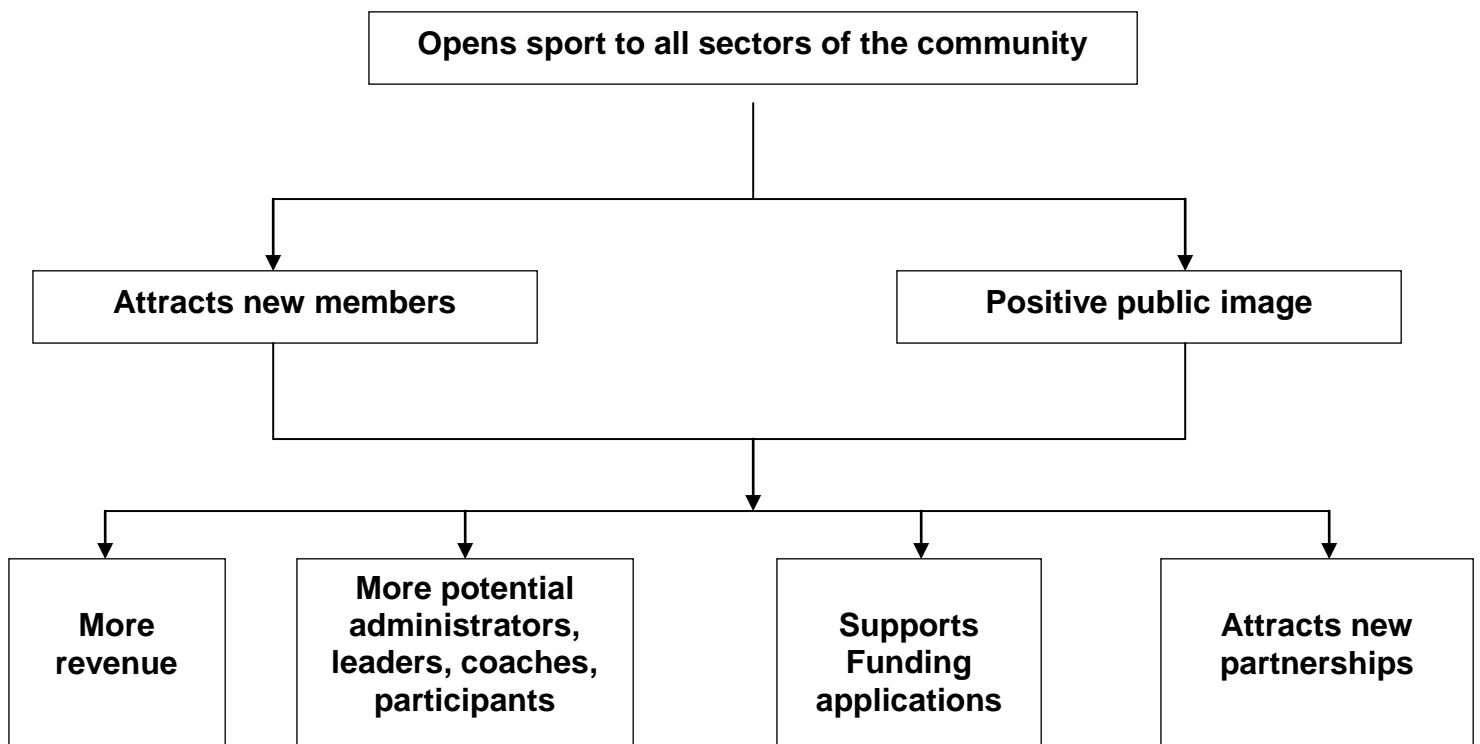 Opens sport to all sectors of the community
Attracts new members
Positive public image
More
revenue
More potential
administrators,
leaders, coaches,
participants
Supports
Funding
applications
Attracts new
partnerships